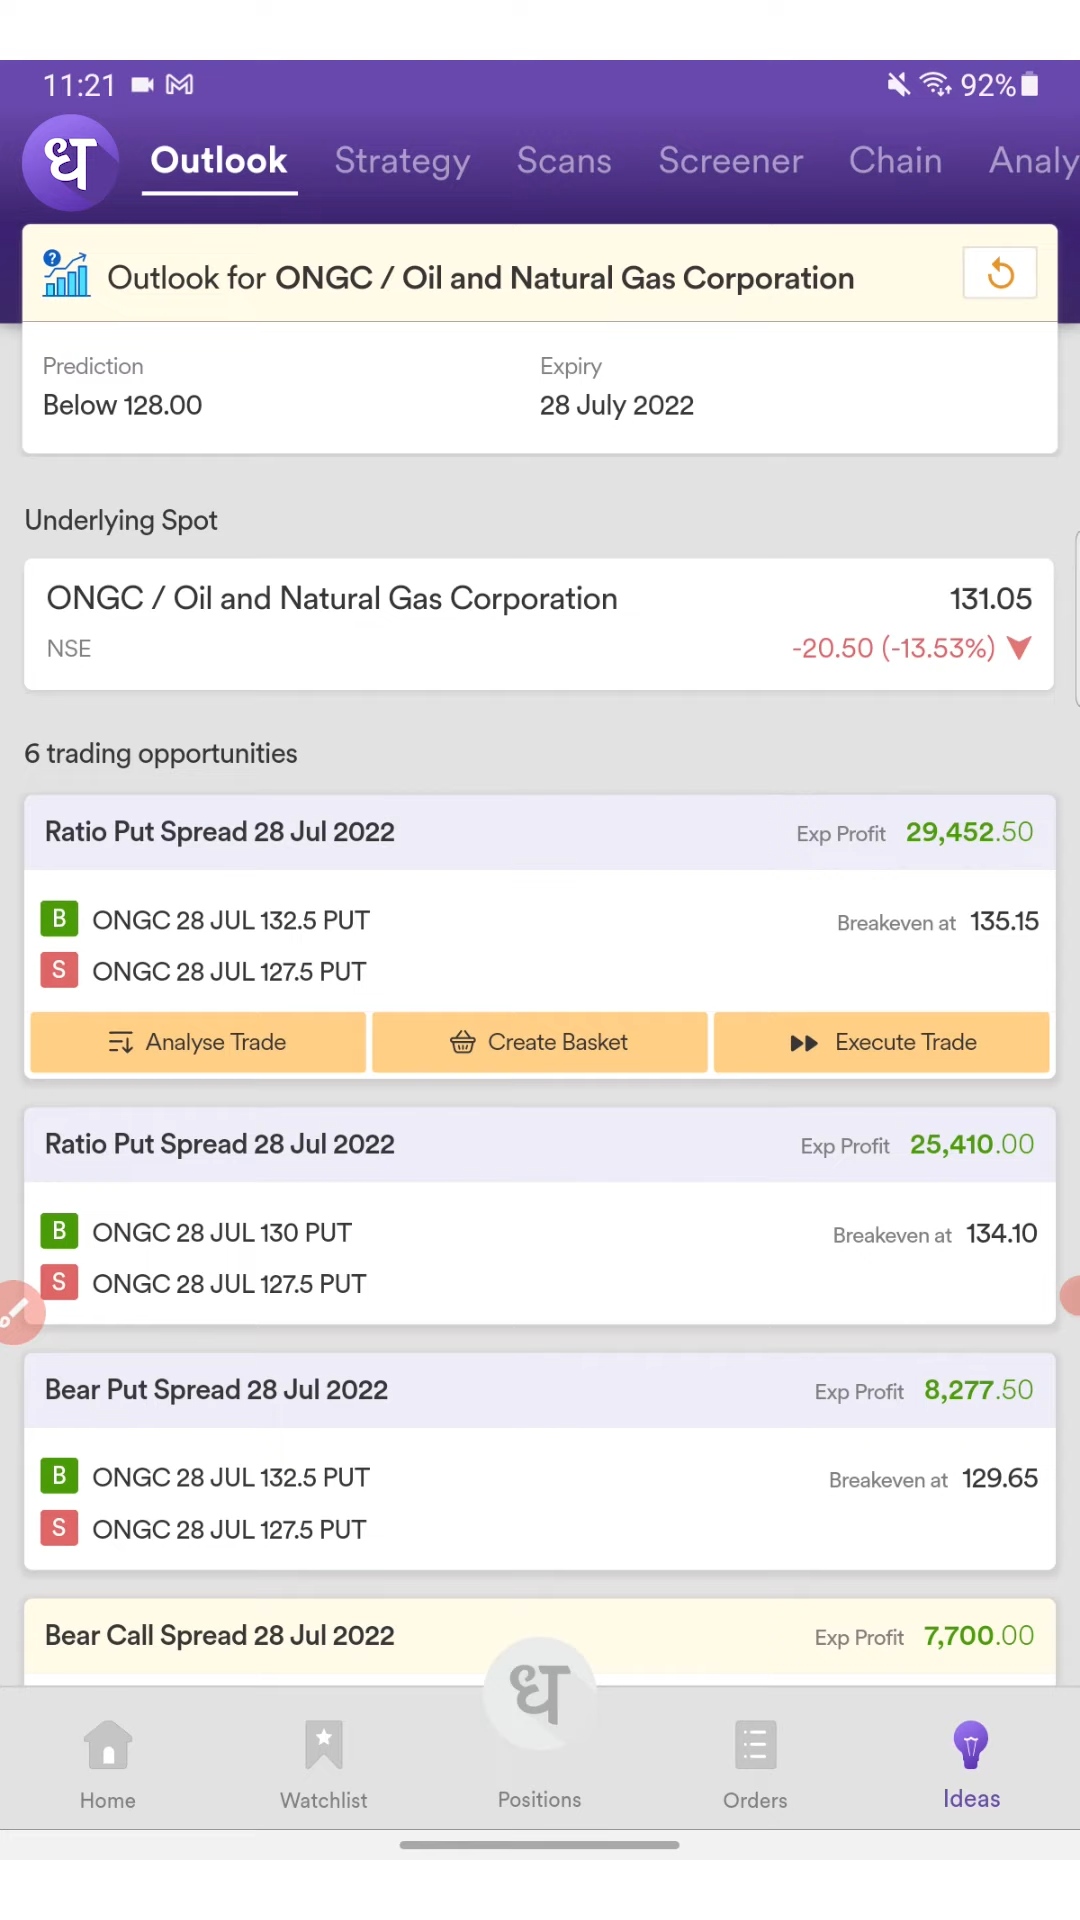 11:21 92%
ध Outlook Strategy Scans Screener Chain Analy
Outlook for ONGC / Oil and Natural Gas Corporation
Prediction Expiry
Below 128.00 28 July 2022
Underlying Spot
ONGC / Oil and Natural Gas Corporation 131.05
NSE -20.50 (-13.53%)
6 trading opportunities
Ratio Put Spread 28 Jul 2022 Exp Profit 29,452.50
B ONGC 28 JUL 132.5 PUT Breakeven at 135.15
S ONGC 28 JUL 127.5 PUT
Analyse Trade Create Basket Execute Trade
Ratio Put Spread 28 Jul 2022 Exp Profit 25,410.00
B ONGC 28 JUL 130 PUT Breakeven at 134.10
S ONGC 28 JUL 127.5 PUT
Bear Put Spread 28 Jul 2022 Exp Profit 8,277.50
B ONGC 28 JUL 132.5 PUT Breakeven at 129.65
S ONGC 28 JUL 127.5 PUT
Bear Call Spread 28 Jul 2022 Exp Profit 7,700.00
ध
Home Watchlist Positions Orders Ideas